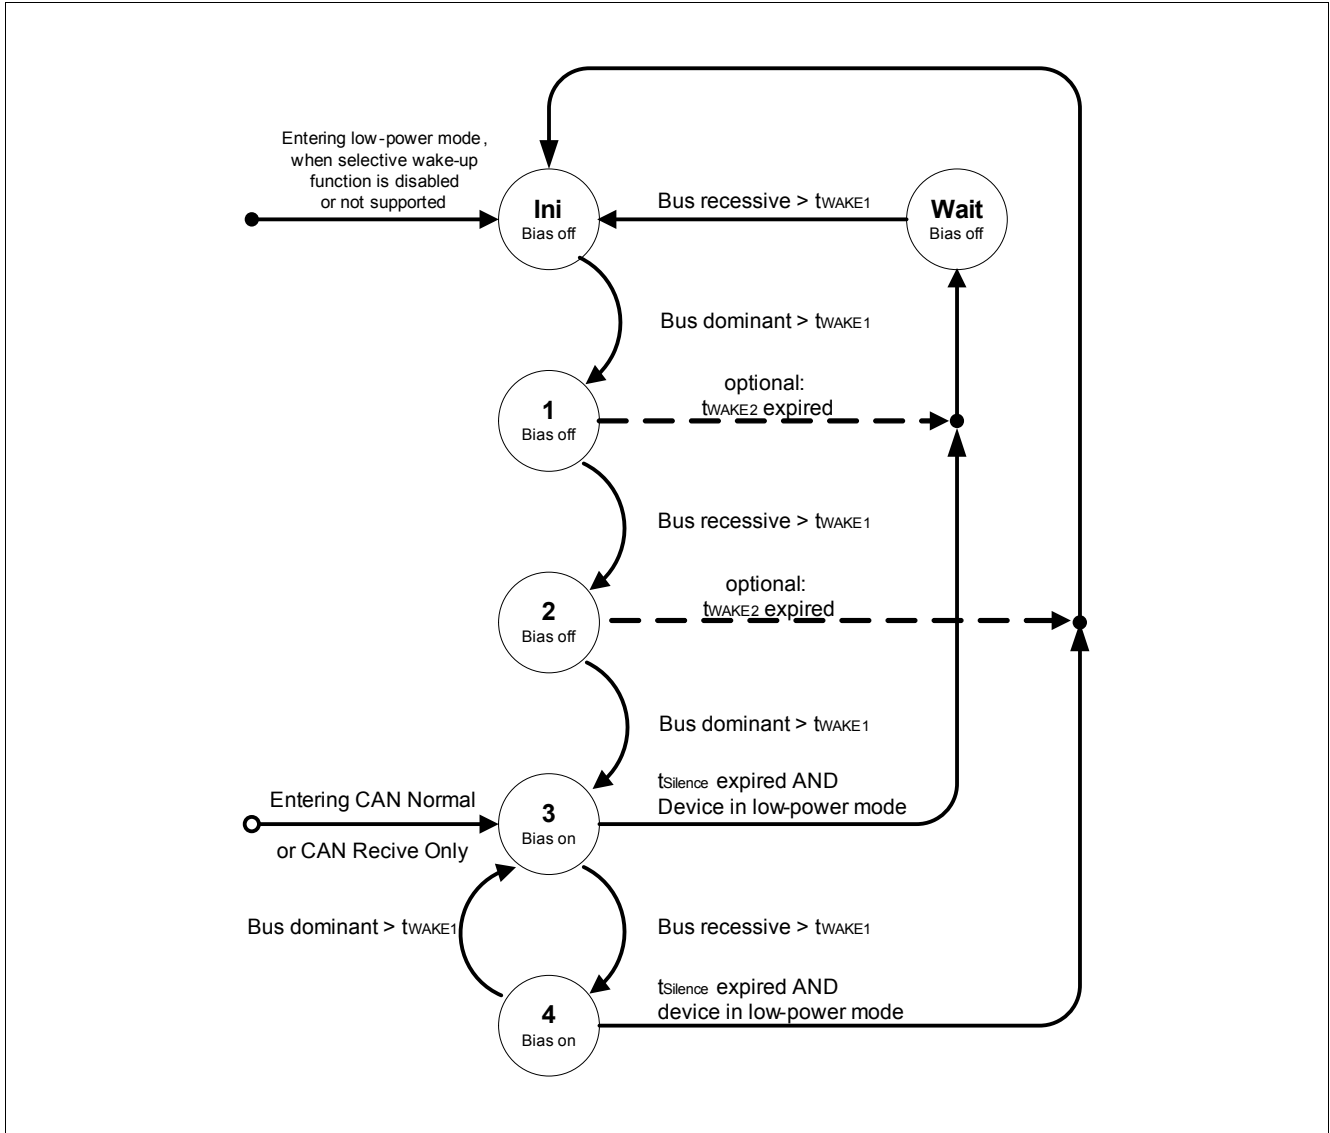 Entering low-power mode,
when selective wake-up
function is disabled
or not supported
Ini
Bias off
Bus recessive > tWAKE1
Wait
Bias off
Bus dominant > tWAKE1
optional:
tWAKE2 expired
1
Bias off
Bus recessive > tWAKE1
optional:
tWAKE2 expired
2
Bias off
Bus dominant > tWAKE1
tSilence expired AND
Device in low-power mode
Entering CAN Normal
or CAN Recive Only
3
Bias on
Bus dominant > tWAKE1
Bus recessive > tWAKE1
tSilence expired AND
device in low-power mode
4
Bias on